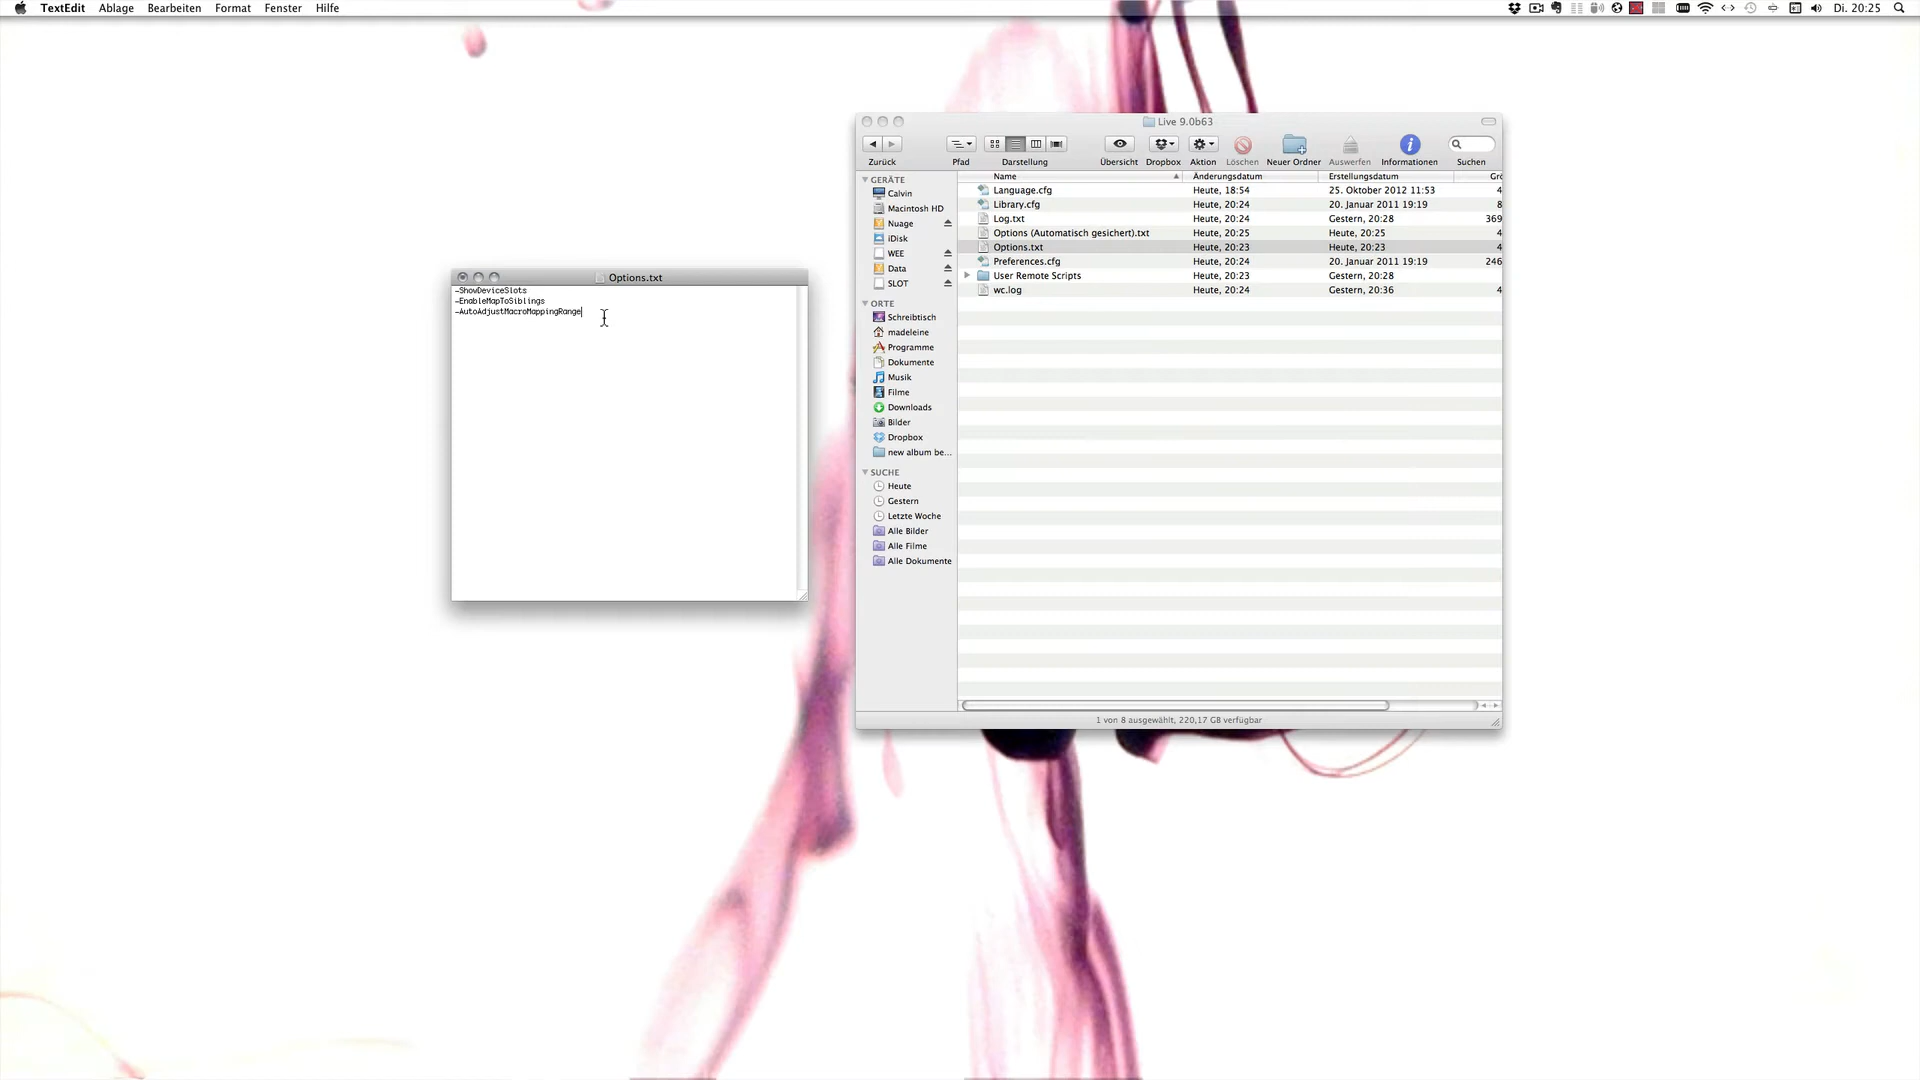 TextEdit Ablage Bearbeiten Format Fenster Hilfe
Di. 20:25
Live 9.0b63
Zurück Pfad Darstellung Übersicht Dropbox Aktion Löschen Neuer Ordner Auswerfen Informationen Suchen
Name Änderungsdatum Erstellungsdatum Grö
Language.cfg Heute, 18:54 25. Oktober 2012 11:53 4
Library.cfg Heute, 20:24 20. Januar 2011 19:19 8
Log.txt Heute, 20:24 Gestern, 20:28 369
Options (Automatisch gesichert).txt Heute, 20:25 Heute, 20:25 4
Options.txt Heute, 20:23 Heute, 20:23 4
Preferences.cfg Heute, 20:24 20. Januar 2011 19:19 246
User Remote Scripts Heute, 20:23 Gestern, 20:28
wc.log Heute, 20:24 Gestern, 20:36 4
GERÄTE
Calvin
Macintosh HD
Nuage
iDisk
WEE
Data
SLOT
ORTE
Schreibtisch
madeleine
Programme
Dokumente
Musik
Filme
Downloads
Bilder
Dropbox
new album be...
SUCHE
Heute
Gestern
Letzte Woche
Alle Bilder
Alle Filme
Alle Dokumente
1 von 8 ausgewählt, 220,17 GB verfügbar
Options.txt
-ShowDeviceSlots
-EnableMapToSiblings
-AutoAdjustMacroMappingRange